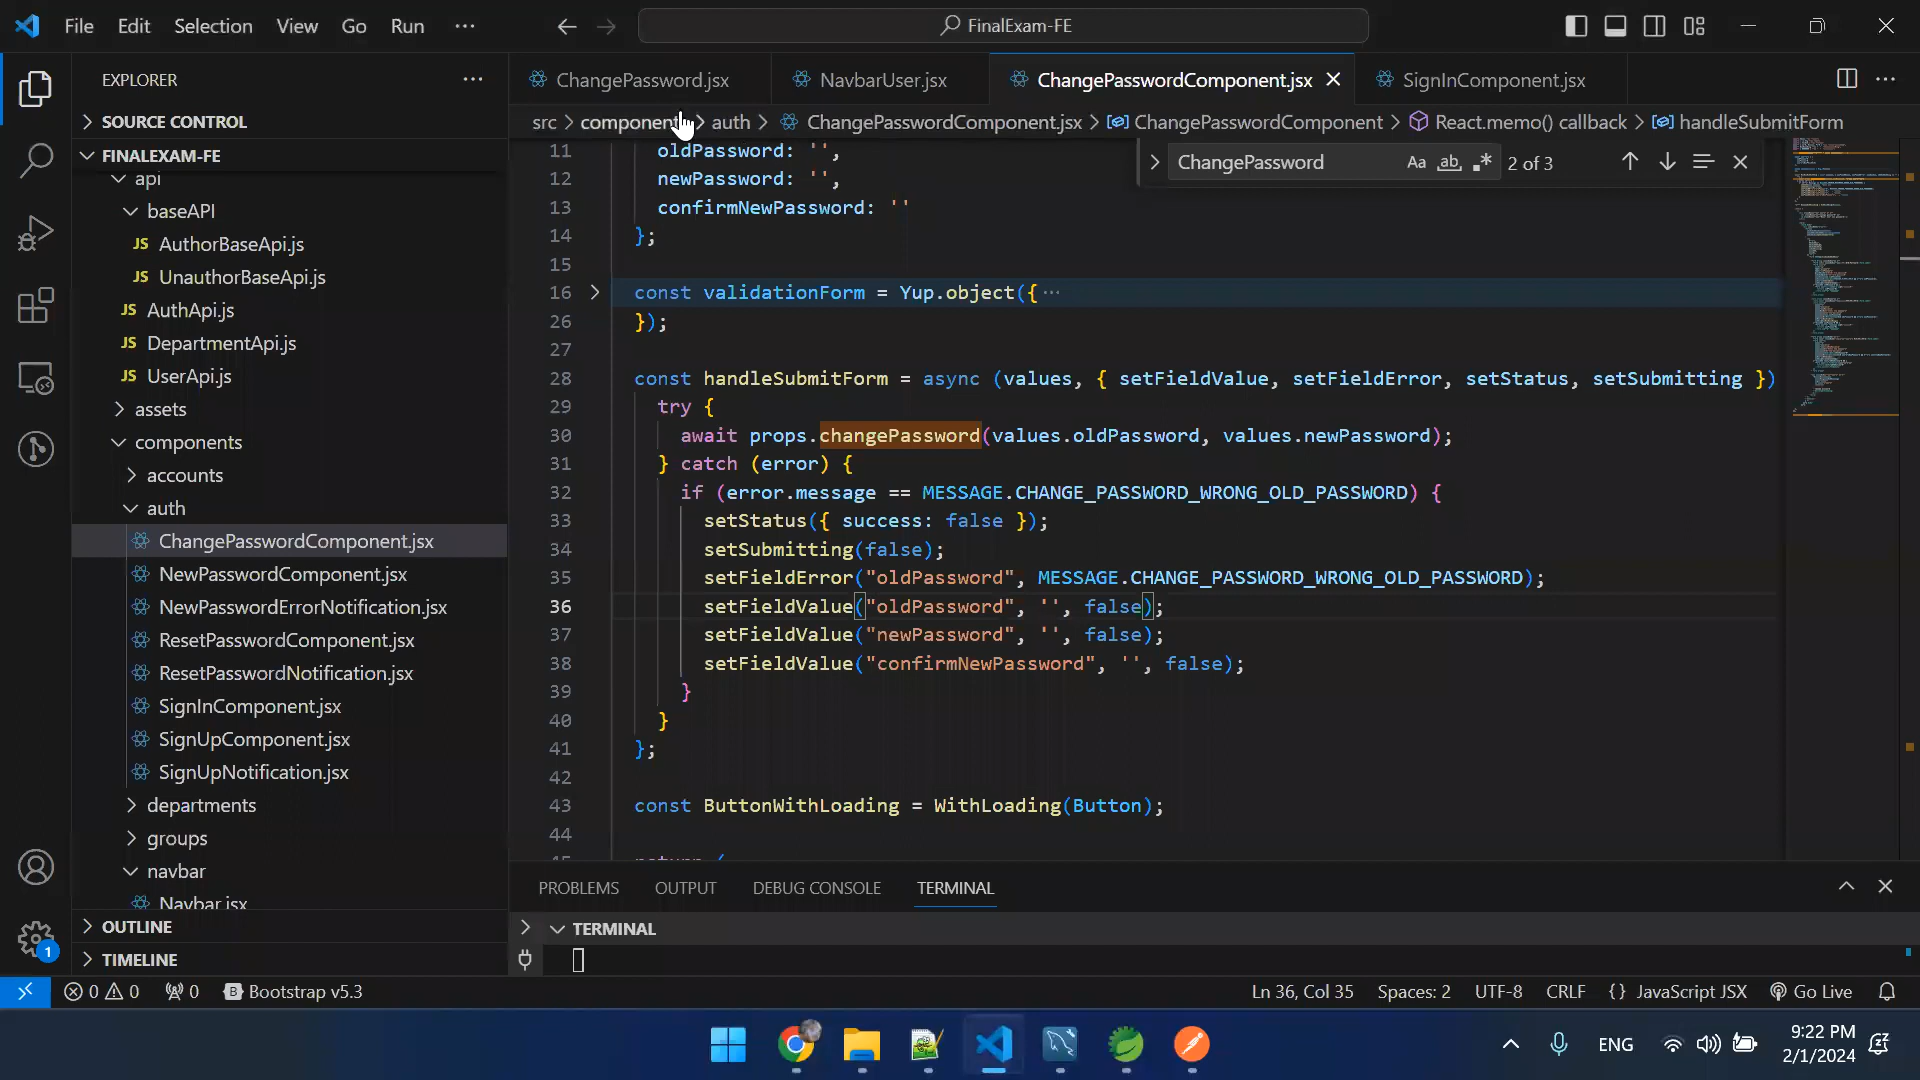 File Edit Selection View Go Run ···
FinalExam-FE
EXPLORER
SOURCE CONTROL
FINALEXAM-FE
api
baseAPI
JS AuthorBaseApi.js
JS UnauthorBaseApi.js
JS AuthApi.js
JS DepartmentApi.js
JS UserApi.js
assets
components
accounts
auth
ChangePasswordComponent.jsx
NewPasswordComponent.jsx
NewPasswordErrorNotification.jsx
ResetPasswordComponent.jsx
ResetPasswordNotification.jsx
SignInComponent.jsx
SignUpComponent.jsx
SignUpNotification.jsx
departments
groups
navbar
Navbar.jsx
OUTLINE
TIMELINE
ChangePassword.jsx NavbarUser.jsx ChangePasswordComponent.jsx SignInComponent.jsx
src > component > auth > ChangePasswordComponent.jsx > ChangePasswordComponent > React.memo() callback > handleSubmitForm
ChangePassword Aa ab .* 2 of 3
11 oldPassword: '',
12 newPassword: '',
13 confirmNewPassword: ''
14 };
15
16 const validationForm = Yup.object({ ···
26 });
27
28 const handleSubmitForm = async (values, { setFieldValue, setFieldError, setStatus, setSubmitting })
29 try {
30 await props.changePassword(values.oldPassword, values.newPassword);
31 } catch (error) {
32 if (error.message == MESSAGE.CHANGE_PASSWORD_WRONG_OLD_PASSWORD) {
33 setStatus({ success: false });
34 setSubmitting(false);
35 setFieldError("oldPassword", MESSAGE.CHANGE_PASSWORD_WRONG_OLD_PASSWORD);
36 setFieldValue("oldPassword", '', false);
37 setFieldValue("newPassword", '', false);
38 setFieldValue("confirmNewPassword", '', false);
39 }
40 }
41 };
42
43 const ButtonWithLoading = WithLoading(Button);
44
PROBLEMS OUTPUT DEBUG CONSOLE TERMINAL
TERMINAL
1
0 0 0 B Bootstrap v5.3
Ln 36, Col 35 Spaces: 2 UTF-8 CRLF {} JavaScript JSX Go Live
ENG
9:22 PM
2/1/2024